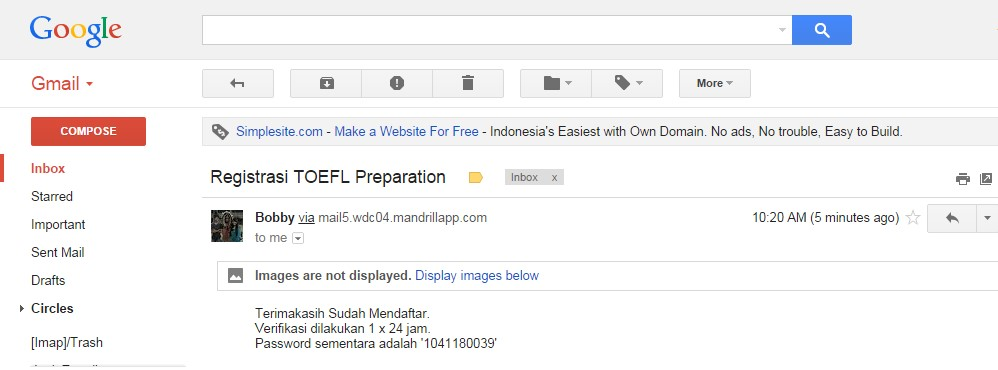 Google
Gmail
More
COMPOSE
Simplesite.com - Make a Website For Free - Indonesia's Easiest with Own Domain. No ads, No trouble, Easy to Build.
Inbox
Starred
Important
Sent Mail
Drafts
Circles
[Imap]/Trash
Registrasi TOEFL Preparation
Inbox x
Bobby via mail5.wdc04.mandrillapp.com
10:20 AM (5 minutes ago)
to me
Images are not displayed. Display images below
Terimakasih Sudah Mendaftar.
Verifikasi dilakukan 1 x 24 jam.
Password sementara adalah '1041180039'